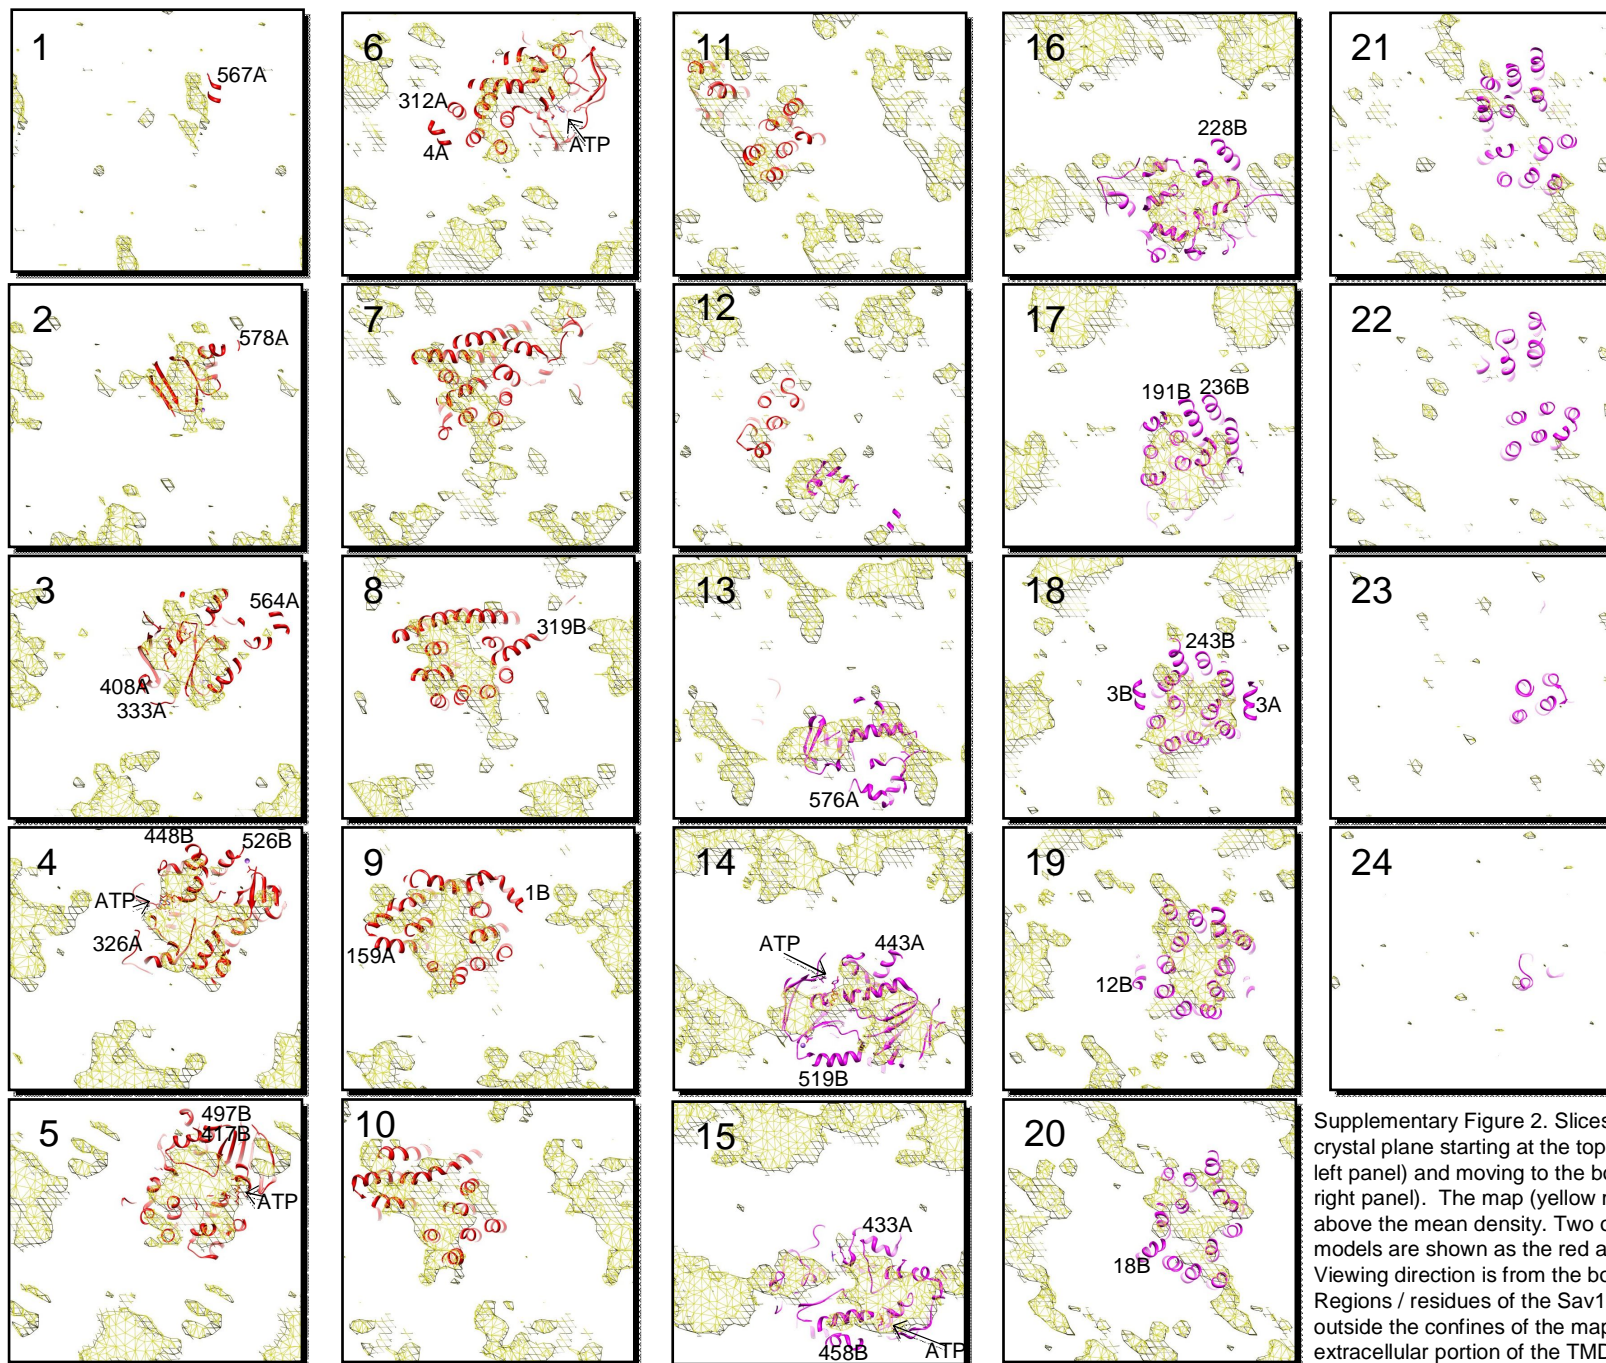 1
567A
2
578A
3
564A
408A
333A
4
448B
526B
ATP
326A
5
497B
417B
ATP
6
312A
4A
ATP
7
8
319B
9
1B
159A
10
11
12
13
576A
14
ATP
443A
519B
15
433A
458B
ATP
16
228B
17
191B 236B
18
243B
3B
3A
19
12B
20
18B
21
22
23
24
Supplementary Figure 2. Slices
crystal plane starting at the top
left panel) and moving to the bo
right panel). The map (yellow
above the mean density. Two
models are shown as the red
Viewing direction is from the bo
Regions / residues of the Sav1
outside the confines of the map
extracellular portion of the TMD